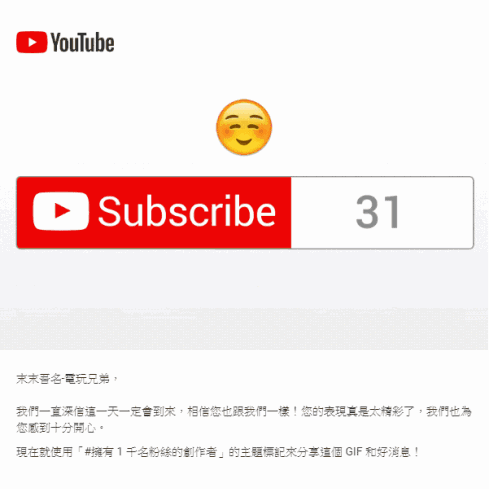 YouTube
Subscribe 31
末末吾名-電玩兄弟，
我們一直深信這一天一定會到來，相信您也跟我們一樣！您的表現真是太精彩了，我們也為
您感到十分開心。
現在就使用「#擁有 1 千名粉絲的創作者」的主題標記來分享這個 GIF 和好消息！